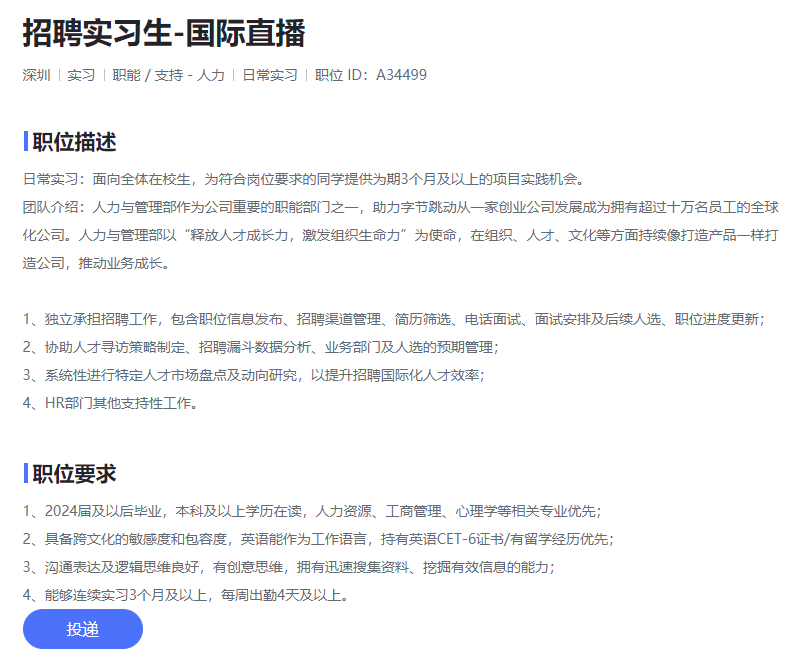 招聘实习生-国际直播
深圳 | 实习 | 职能 / 支持 - 人力 | 日常实习 | 职位 ID：A34499
职位描述
日常实习：面向全体在校生，为符合岗位要求的同学提供为期3个月及以上的项目实践机会。
团队介绍：人力与管理部作为公司重要的职能部门之一，助力字节跳动从一家创业公司发展成为拥有超过十万名员工的全球
化公司。人力与管理部以“释放人才成长力，激发组织生命力”为使命，在组织、人才、文化等方面持续像打造产品一样打
造公司，推动业务成长。
1、独立承担招聘工作，包含职位信息发布、招聘渠道管理、简历筛选、电话面试、面试安排及后续人选、职位进度更新；
2、协助人才寻访策略制定、招聘漏斗数据分析、业务部门及人选的预期管理；
3、系统性进行特定人才市场盘点及动向研究，以提升招聘国际化人才效率；
4、HR部门其他支持性工作。
职位要求
1、2024届及以后毕业，本科及以上学历在读，人力资源、工商管理、心理学等相关专业优先；
2、具备跨文化的敏感度和包容度，英语能作为工作语言，持有英语CET-6证书/有留学经历优先；
3、沟通表达及逻辑思维良好，有创意思维，拥有迅速搜集资料、挖掘有效信息的能力；
4、能够连续实习3个月及以上，每周出勤4天及以上。
投递